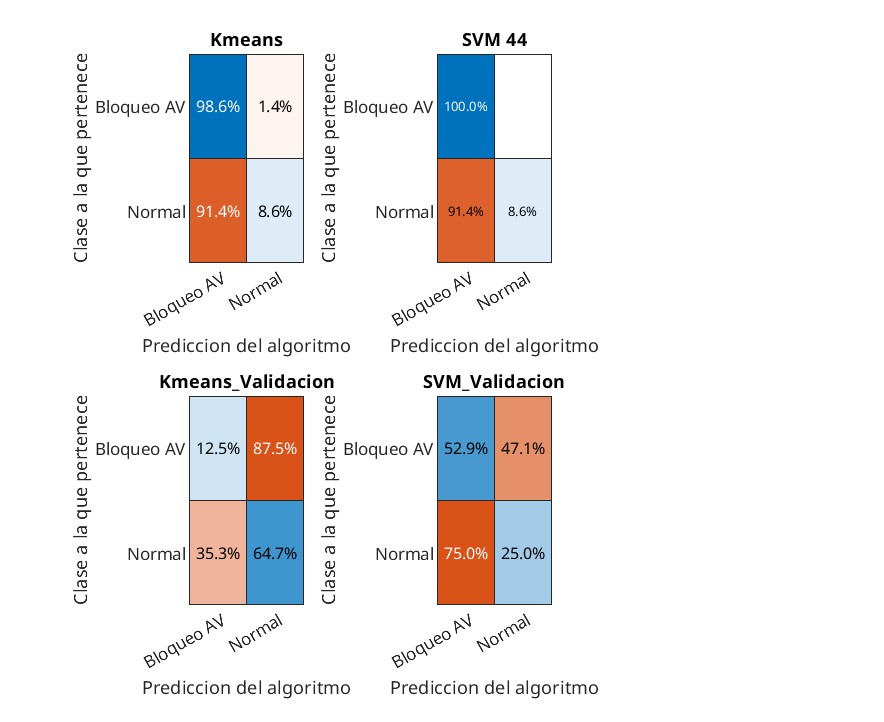 Kmeans
Clase a la que pertenece
Bloqueo AV
98.6%
1.4%
Normal
91.4%
8.6%
Bloqueo AV
Normal
Prediccion del algoritmo
SVM 44
Clase a la que pertenece
Bloqueo AV
100.0%
Normal
91.4%
8.6%
Bloqueo AV
Normal
Prediccion del algoritmo
Kmeans_Validacion
Clase a la que pertenece
Bloqueo AV
12.5%
87.5%
Normal
35.3%
64.7%
Bloqueo AV
Normal
Prediccion del algoritmo
SVM_Validacion
Clase a la que pertenece
Bloqueo AV
52.9%
47.1%
Normal
75.0%
25.0%
Bloqueo AV
Normal
Prediccion del algoritmo